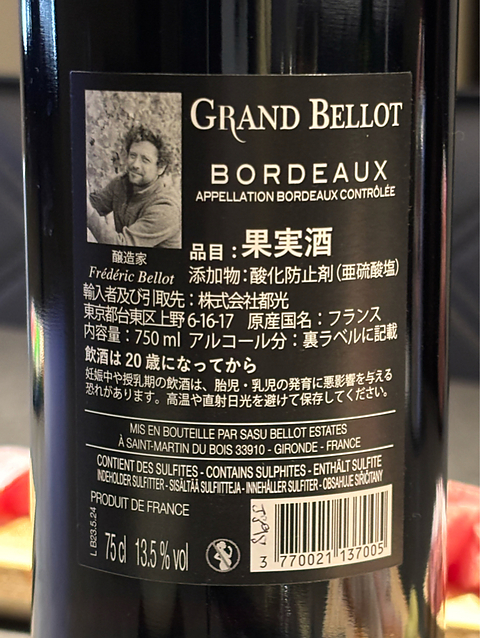 GRAND BELLOT
BORDEAUX
APPELLATION BORDEAUX CONTRÔLÉE
醸造家
Frédéric Bellot
品目：果実酒
添加物：酸化防止剤（亜硫酸塩）
輸入者及び引取先：株式会社都光
東京都台東区上野6-16-17 原産国名：フランス
内容量：750 ml アルコール分：裏ラベルに記載
飲酒は20歳になってから
妊娠中や授乳期の飲酒は、胎児・乳児の発育に悪影響を与える
恐れがあります。高温や直射日光を避けて保存してください。
MIS EN BOUTEILLE PAR SASU BELLOT ESTATES
À SAINT-MARTIN DU BOIS 33910 - GIRONDE - FRANCE
CONTIENT DES SULFITES - CONTAINS SULPHITES - ENTHÄLT SULFITE
INDEHOLDER SULFITTER - SISÄLTÄÄ SULFIITTEJA - INNEHÅLLER SULFITER - OBSAHUJE SIŘIČITANY
PRODUIT DE FRANCE
L B23.5.24
75 cl 13.5 % vol
3 770021 137005